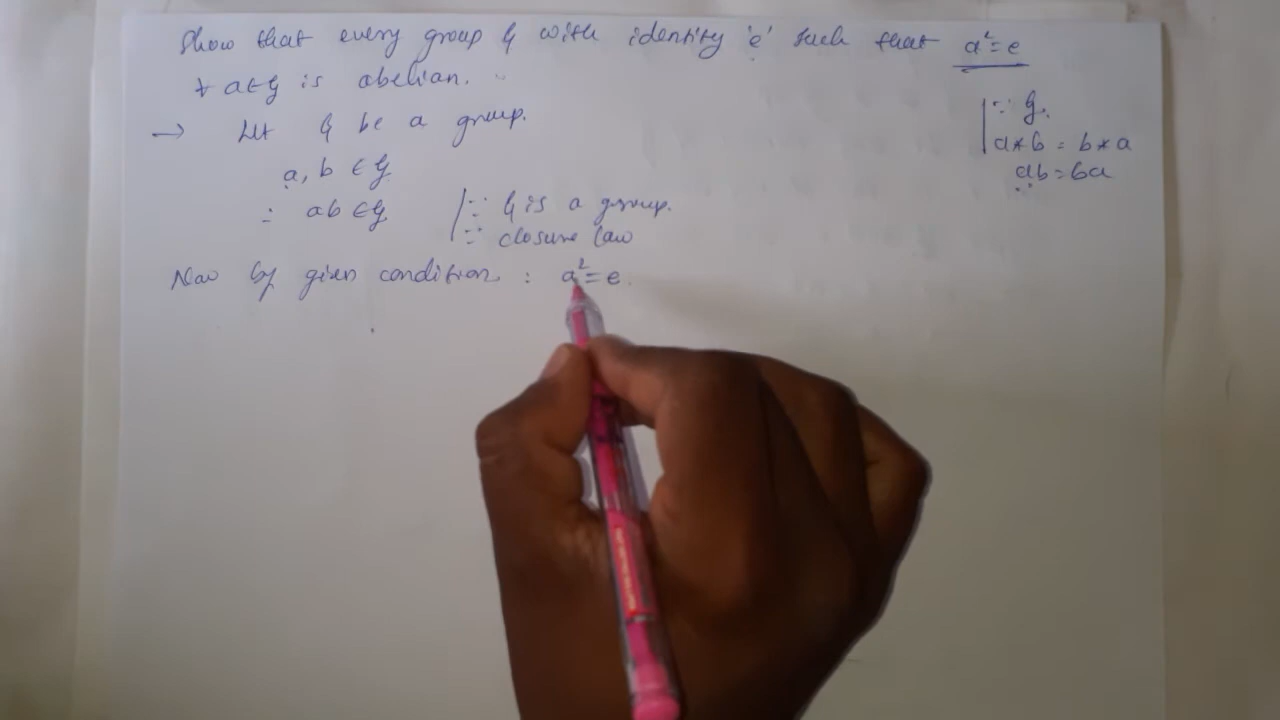 Show that every group G with identity 'e' such that a²=e
∀ a∈G is abelian.
→ Let G be a group.
a, b ∈ G
∴ ab ∈ G | ∵ G is a group.
∵ closure law
Now by given condition : a²=e.
∵ G.
a*b = b*a
ab=ba